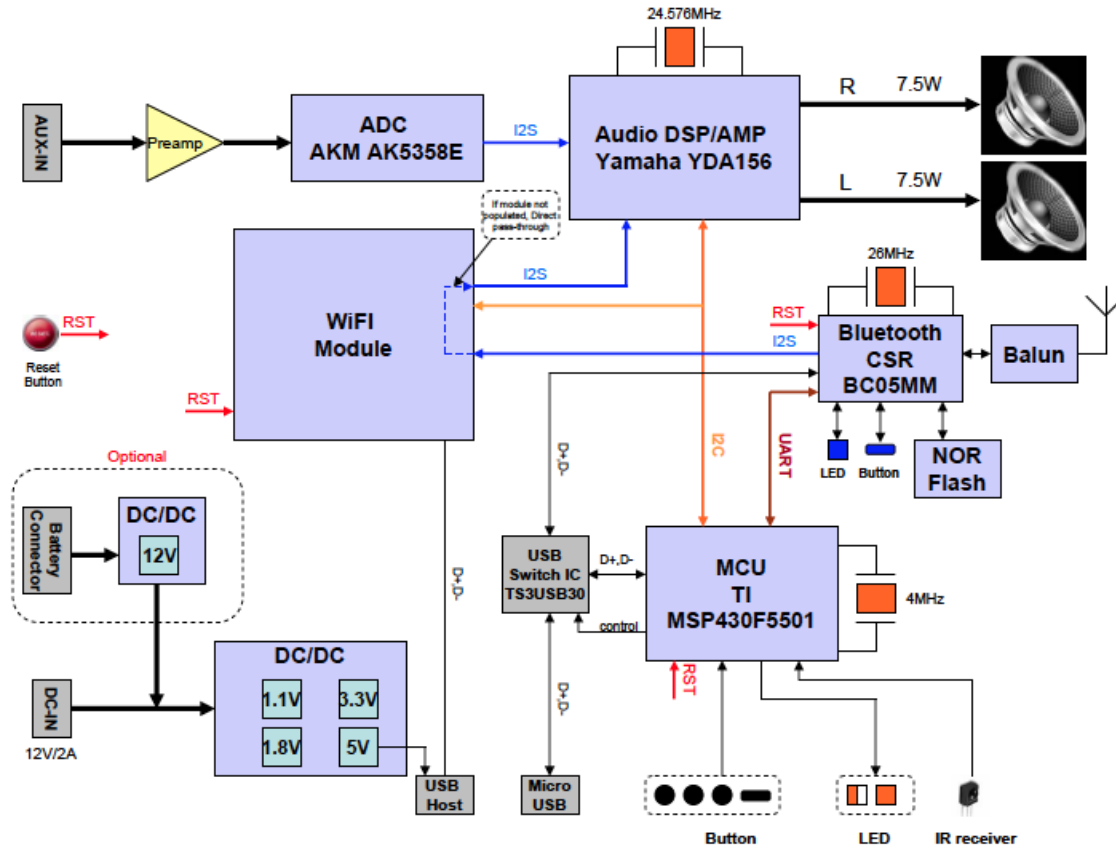 24.576MHz
AUX-IN
Preamp
ADC
AKM AK5358E
I2S
Audio DSP/AMP
Yamaha YDA156
R 7.5W
L 7.5W
If module not
populated, Direct
pass-through
WiFI
Module
I2S
I2S
26MHz
RST
Bluetooth
CSR
BC05MM
Balun
RST
Reset
Button
RST
LED
Button
NOR
Flash
I2C
UART
D+,D-
Optional
Battery
Connector
DC/DC
12V
D+,D-
USB
Switch IC
TS3USB30
D+,D-
control
MCU
TI
MSP430F5501
4MHz
RST
D+,D-
DC-IN
12V/2A
DC/DC
1.1V
3.3V
1.8V
5V
USB
Host
Micro
USB
Button
LED
IR receiver